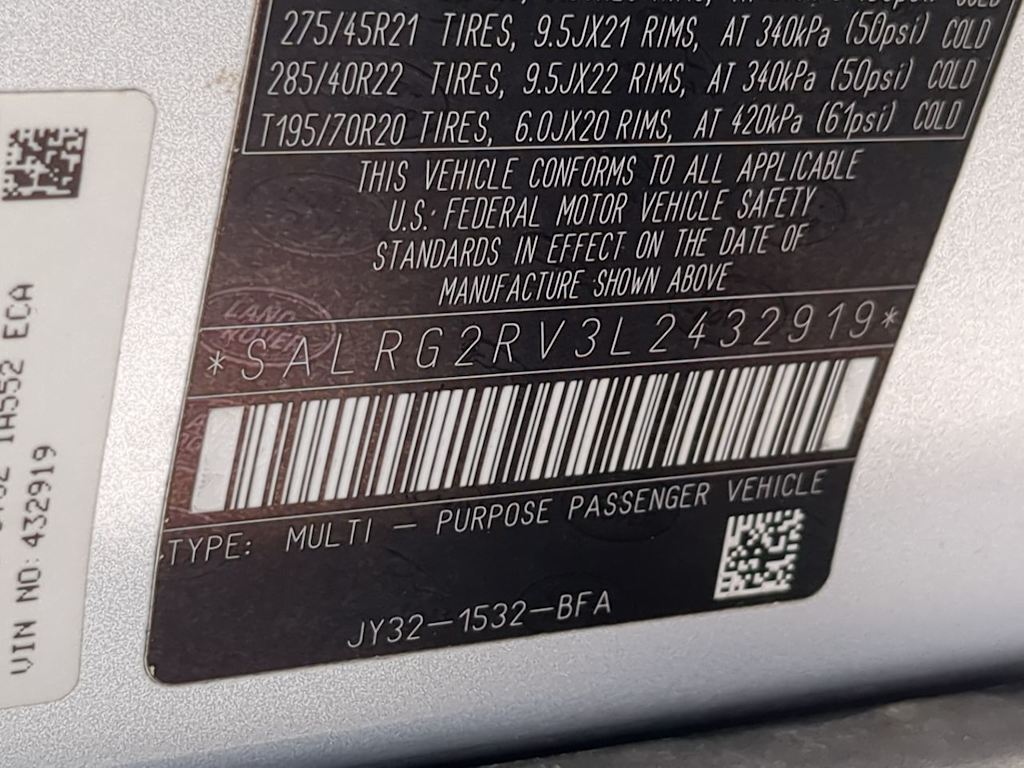 275/45R21 TIRES, 9.5JX21 RIMS, AT 340kPa (50psi) COLD
285/40R22 TIRES, 9.5JX22 RIMS, AT 340kPa (50psi) COLD
T195/70R20 TIRES, 6.0JX20 RIMS, AT 420kPa (61psi) COLD
THIS VEHICLE CONFORMS TO ALL APPLICABLE
U.S. FEDERAL MOTOR VEHICLE SAFETY
STANDARDS IN EFFECT ON THE DATE OF
MANUFACTURE SHOWN ABOVE
LAND
ROVER
*SALRG2RV3L2432919*
TYPE: MULTI – PURPOSE PASSENGER VEHICLE
JY32-1532-BFA
1A552 ECA
VIN NO: 432919